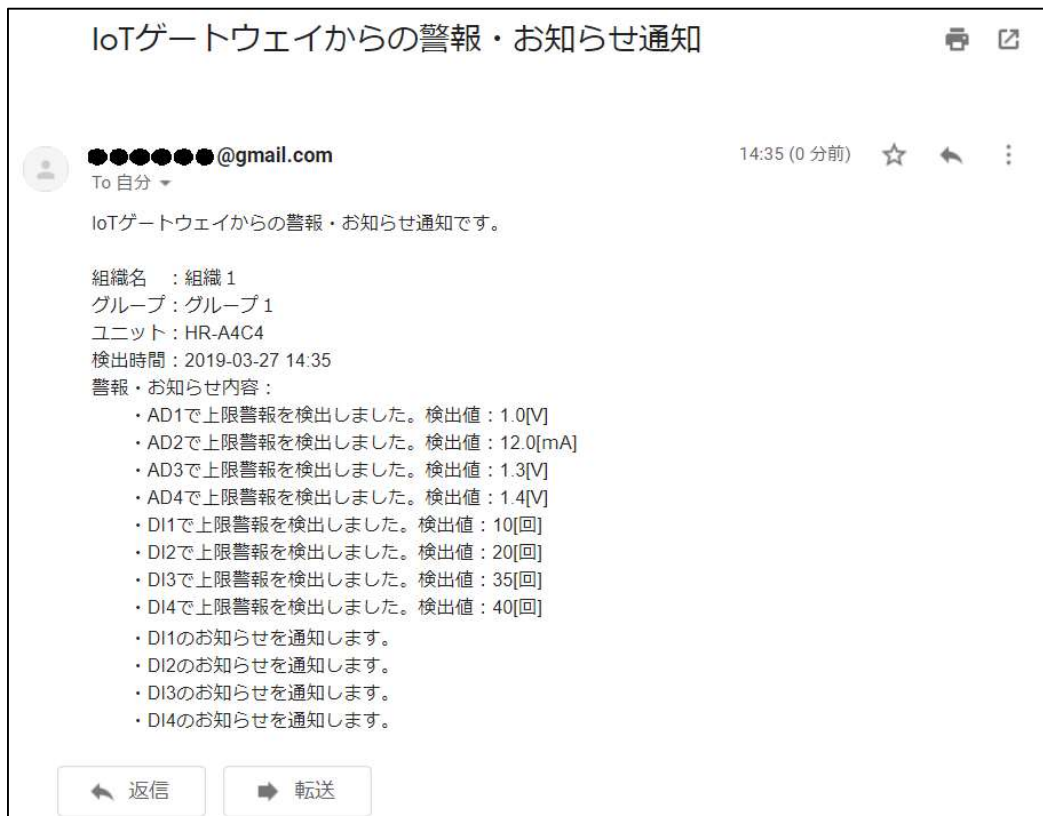 IoTゲートウェイからの警報・お知らせ通知
@gmail.com
14:35 (0 分前)
To 自分
IoTゲートウェイからの警報・お知らせ通知です。
組織名　：組織１
グループ：グループ１
ユニット：HR-A4C4
検出時間：2019-03-27 14:35
警報・お知らせ内容：
・AD1で上限警報を検出しました。検出値：1.0[V]
・AD2で上限警報を検出しました。検出値：12.0[mA]
・AD3で上限警報を検出しました。検出値：1.3[V]
・AD4で上限警報を検出しました。検出値：1.4[V]
・DI1で上限警報を検出しました。検出値：10[回]
・DI2で上限警報を検出しました。検出値：20[回]
・DI3で上限警報を検出しました。検出値：35[回]
・DI4で上限警報を検出しました。検出値：40[回]
・DI1のお知らせを通知します。
・DI2のお知らせを通知します。
・DI3のお知らせを通知します。
・DI4のお知らせを通知します。
返信
転送